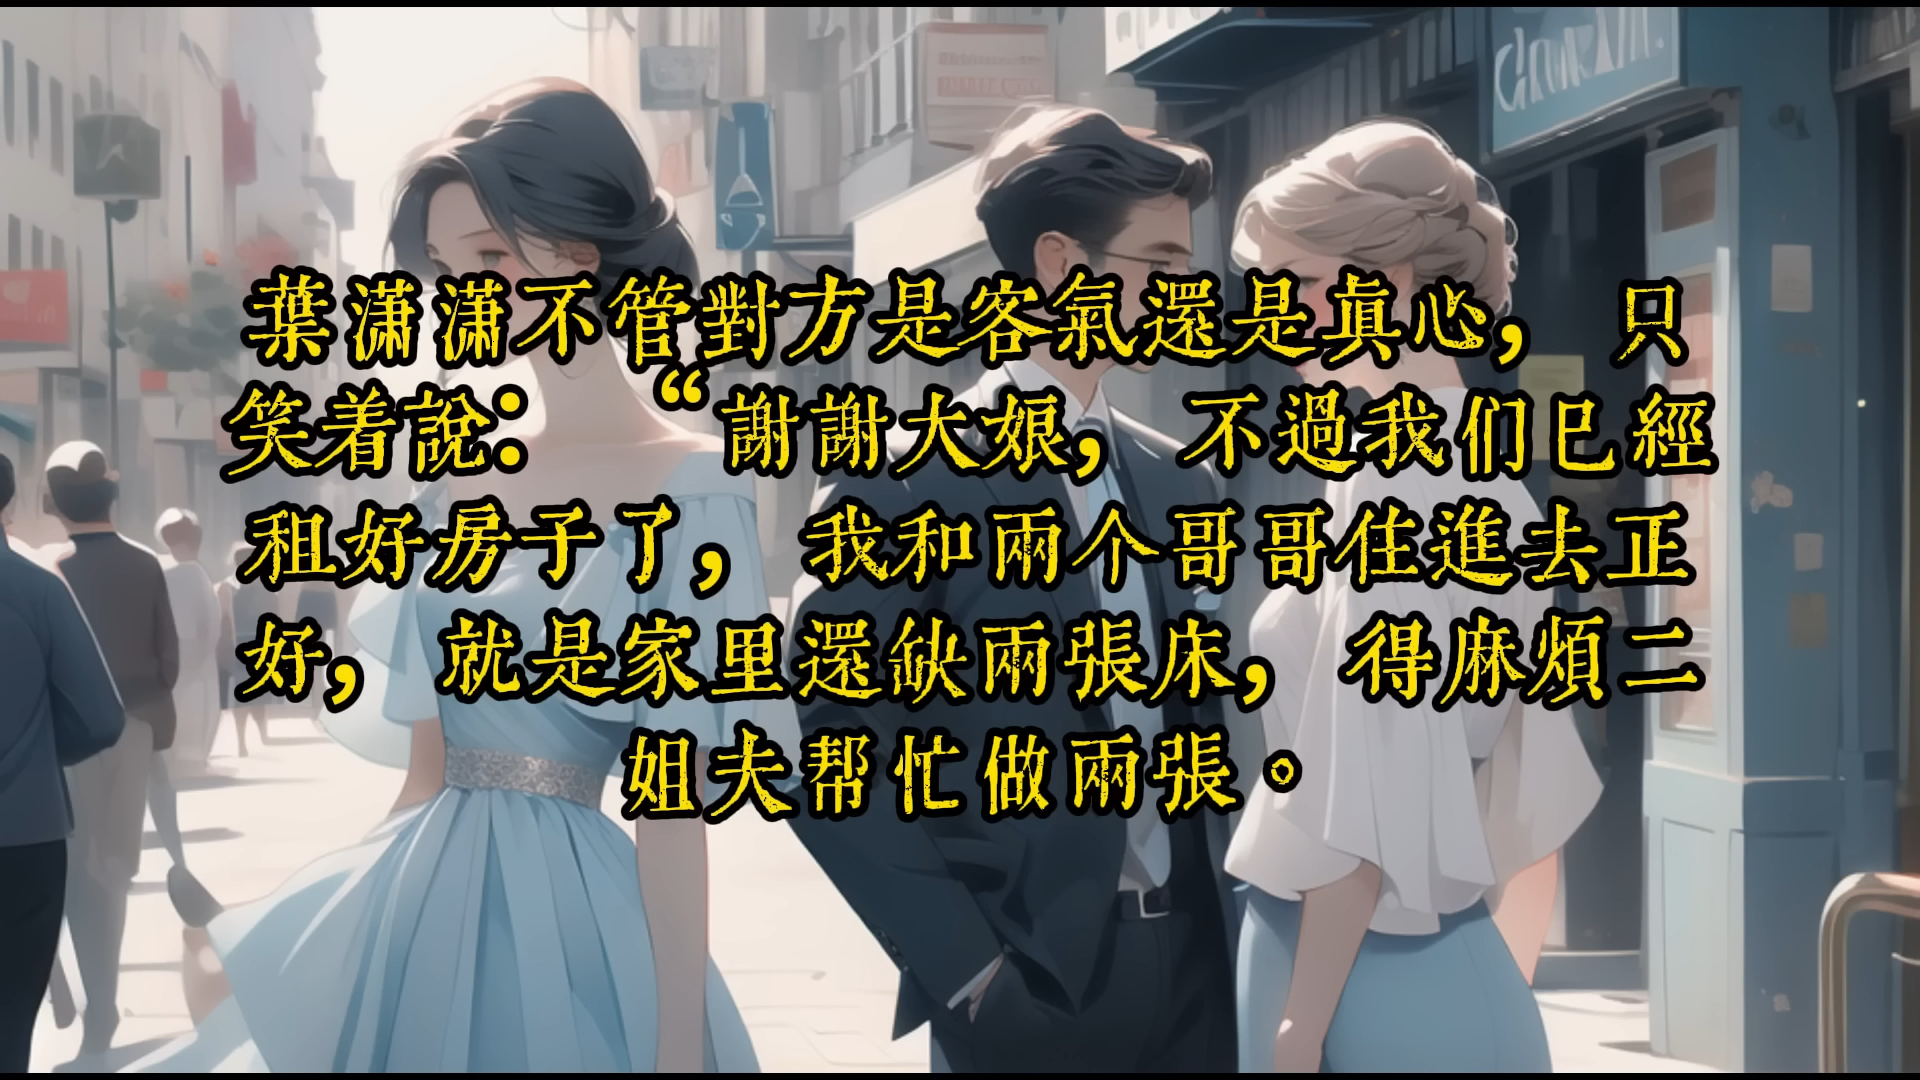 葉潇潇不管對方是客氣還是真心，只
笑着說：“謝謝大娘，不過我们已經
租好房子了，我和兩个哥哥住進去正
好，就是家里還缺兩張床，得麻煩二
姐夫帮忙做兩張。